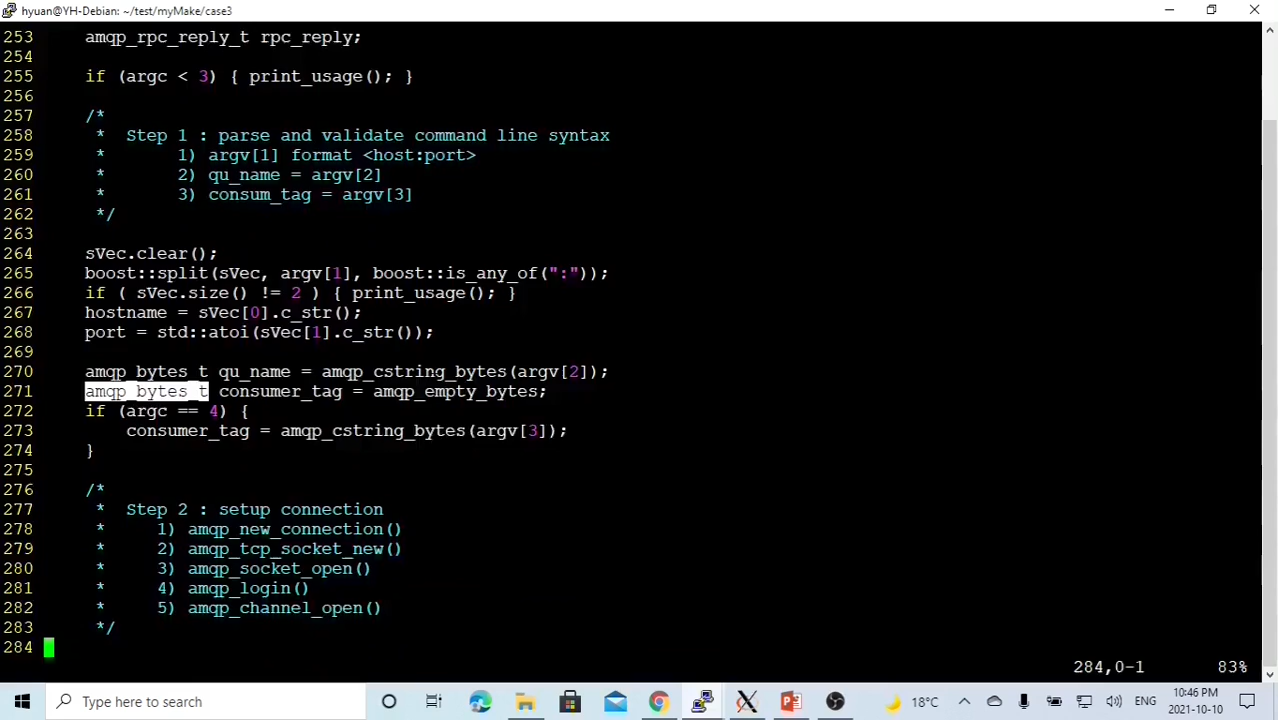 hyuan@YH-Debian: ~/test/myMake/case3
253 amqp_rpc_reply_t rpc_reply;
254
255 if (argc < 3) { print_usage(); }
256
257 /*
258 * Step 1 : parse and validate command line syntax
259 * 1) argv[1] format <host:port>
260 * 2) qu_name = argv[2]
261 * 3) consum_tag = argv[3]
262 */
263
264 sVec.clear();
265 boost::split(sVec, argv[1], boost::is_any_of(":"));
266 if ( sVec.size() != 2 ) { print_usage(); }
267 hostname = sVec[0].c_str();
268 port = std::atoi(sVec[1].c_str());
269
270 amqp_bytes_t qu_name = amqp_cstring_bytes(argv[2]);
271 amqp_bytes_t consumer_tag = amqp_empty_bytes;
272 if (argc == 4) {
273 consumer_tag = amqp_cstring_bytes(argv[3]);
274 }
275
276 /*
277 * Step 2 : setup connection
278 * 1) amqp_new_connection()
279 * 2) amqp_tcp_socket_new()
280 * 3) amqp_socket_open()
281 * 4) amqp_login()
282 * 5) amqp_channel_open()
283 */
284
284,0-1 83%
Type here to search
18°C
ENG
10:46 PM
2021-10-10